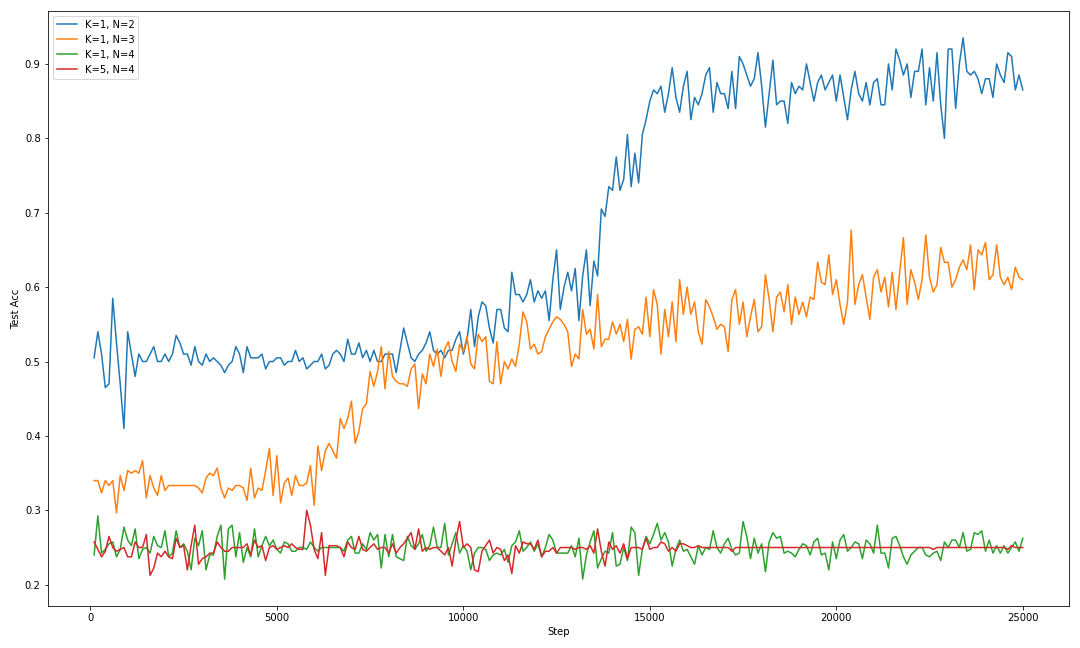 K=1, N=2
K=1, N=3
K=1, N=4
K=5, N=4
Test Acc
0.9
0.8
0.7
0.6
0.5
0.4
0.3
0.2
0
5000
10000
15000
20000
25000
Step